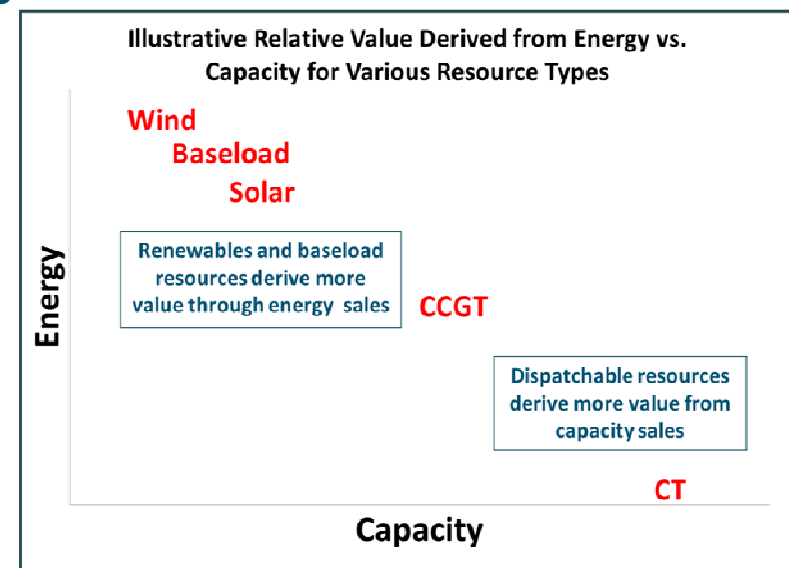 Illustrative Relative Value Derived from Energy vs.
Capacity for Various Resource Types
Wind
Baseload
Solar
Renewables and baseload
resources derive more
value through energy sales
CCGT
Energy
Dispatchable resources
derive more value from
capacity sales
CT
Capacity